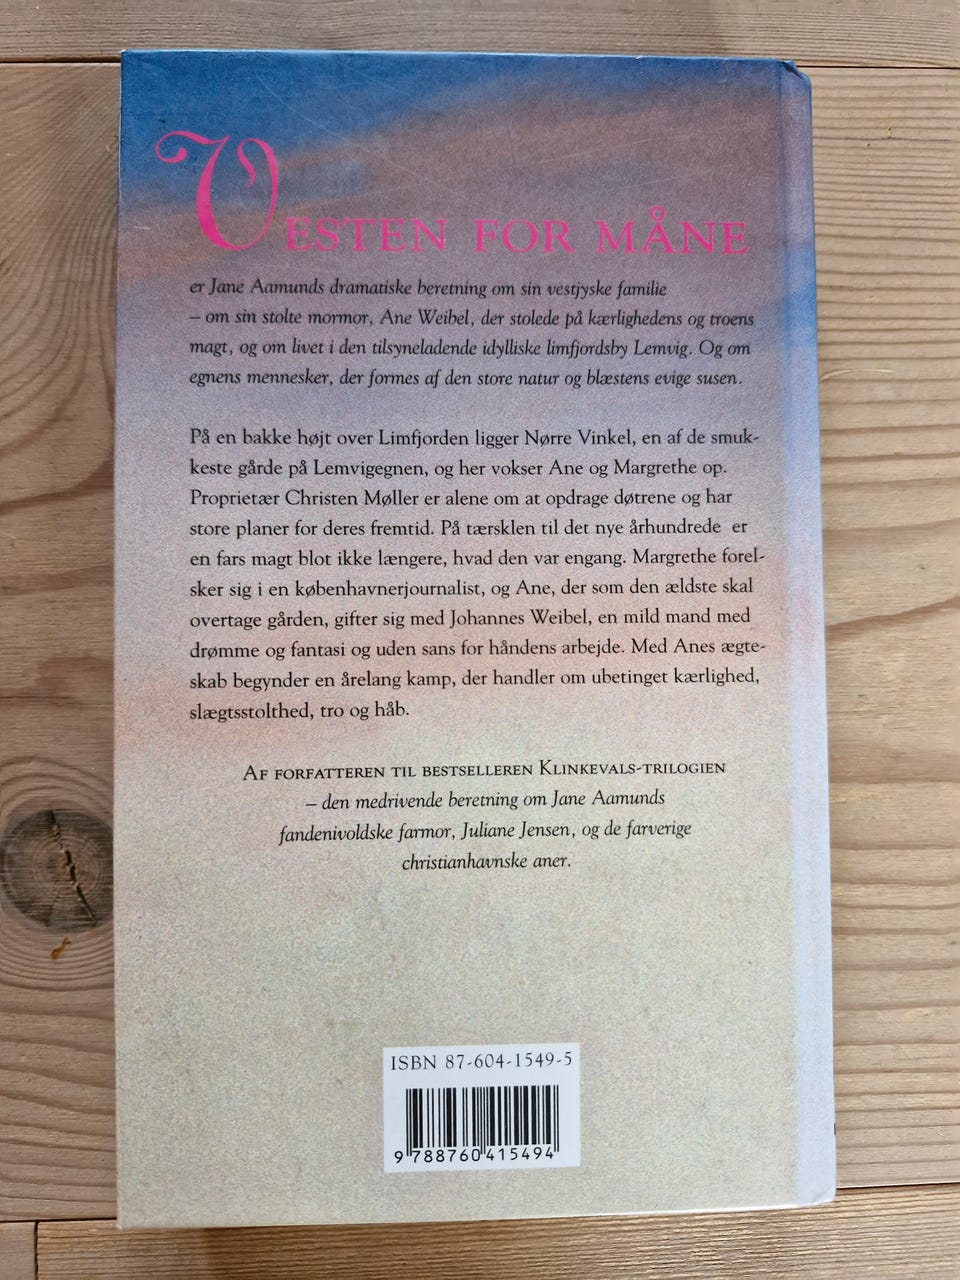 VESTEN FOR MÅNE
er Jane Aamunds dramatiske beretning om sin vestjyske familie
– om sin stolte mormor, Ane Weibel, der stolede på kærlighedens og troens
magt, og om livet i den tilsyneladende idylliske limfjordsby Lemvig. Og om
egnens mennesker, der formes af den store natur og blæstens evige susen.
På en bakke højt over Limfjorden ligger Nørre Vinkel, en af de smuk-
keste gårde på Lemvigegnen, og her vokser Ane og Margrethe op.
Proprietær Christen Møller er alene om at opdrage døtrene og har
store planer for deres fremtid. På tærsklen til det nye århundrede er
en fars magt blot ikke længere, hvad den var engang. Margrethe forel-
sker sig i en københavnerjournalist, og Ane, der som den ældste skal
overtage gården, gifter sig med Johannes Weibel, en mild mand med
drømme og fantasi og uden sans for håndens arbejde. Med Anes ægte-
skab begynder en årelang kamp, der handler om ubetinget kærlighed,
slægtsstolthed, tro og håb.
AF FORFATTEREN TIL BESTSELLEREN KLINKEVALS-TRILOGIEN
– den medrivende beretning om Jane Aamunds
fandenivoldske farmor, Juliane Jensen, og de farverige
christianhavnske aner.
ISBN 87-604-1549-5
9 788760 415494